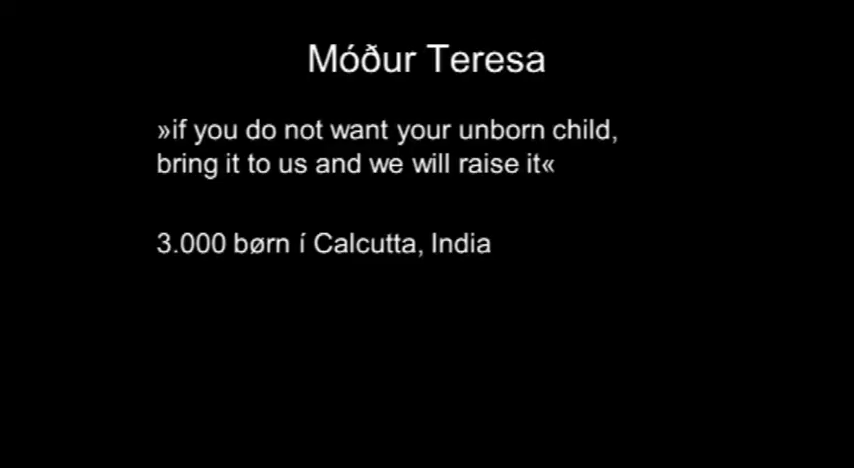 Móður Teresa
»if you do not want your unborn child,
bring it to us and we will raise it«
3.000 børn í Calcutta, India